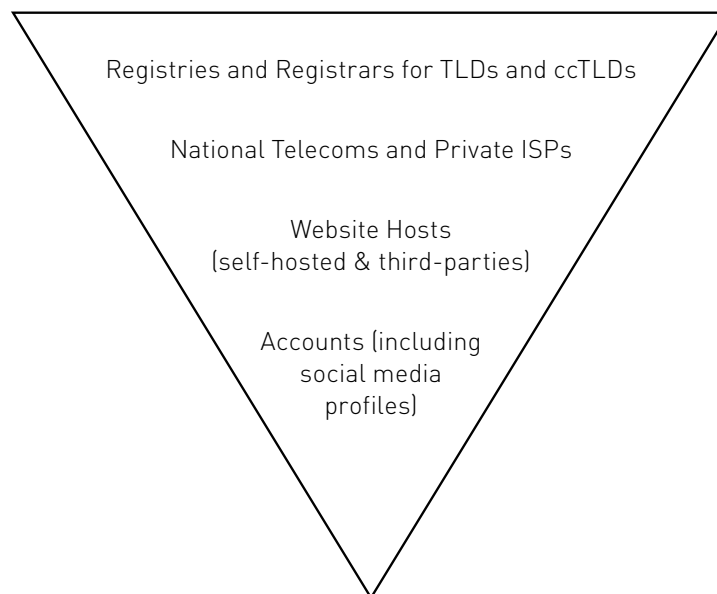 Registries and Registrars for TLDs and ccTLDs
National Telecoms and Private ISPs
Website Hosts
(self-hosted & third-parties)
Accounts (including
social media
profiles)